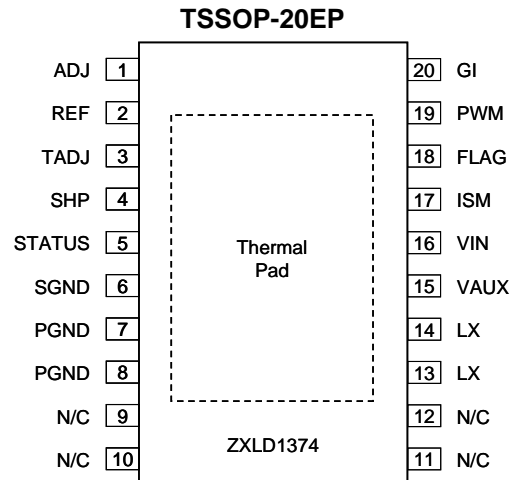 TSSOP-20EP
ADJ 1 20 GI
REF 2 19 PWM
TADJ 3 18 FLAG
SHP 4 17 ISM
STATUS 5 16 VIN
Thermal
Pad
SGND 6 15 VAUX
PGND 7 14 LX
PGND 8 13 LX
N/C 9 12 N/C
ZXLD1374
N/C 10 11 N/C